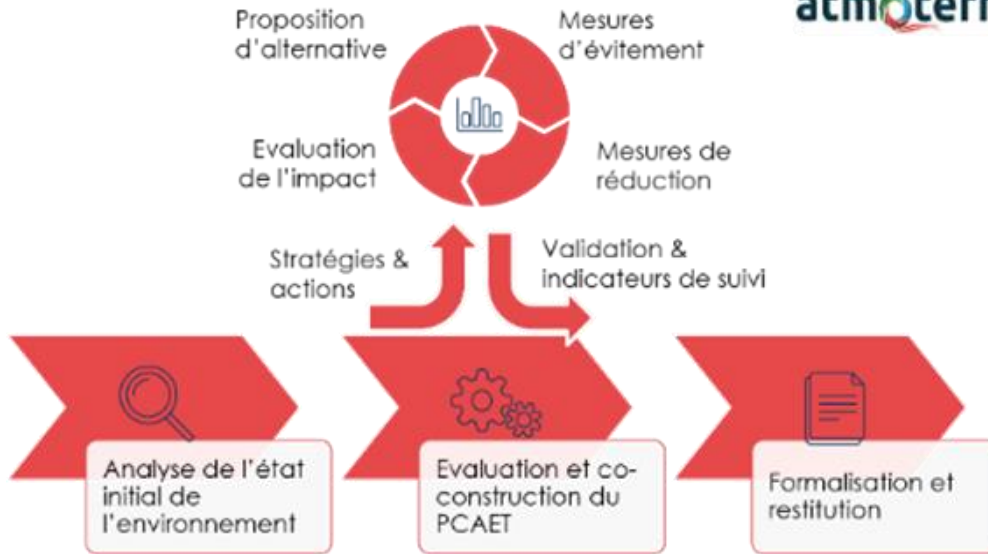 atmoterr
Proposition
d'alternative
Mesures
d'évitement
Evaluation
de l'impact
Mesures de
réduction
Stratégies &
actions
Validation &
indicateurs de suivi
Analyse de l'état
initial de
l'environnement
Evaluation et co-
construction du
PCAET
Formalisation et
restitution